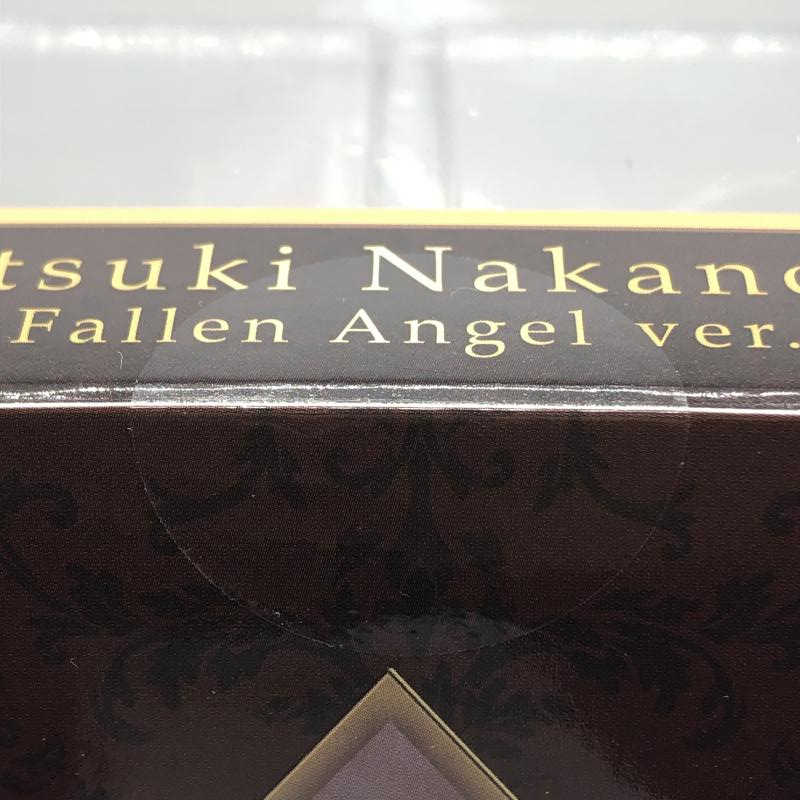 tsuki Nakano
Fallen Angel ver.